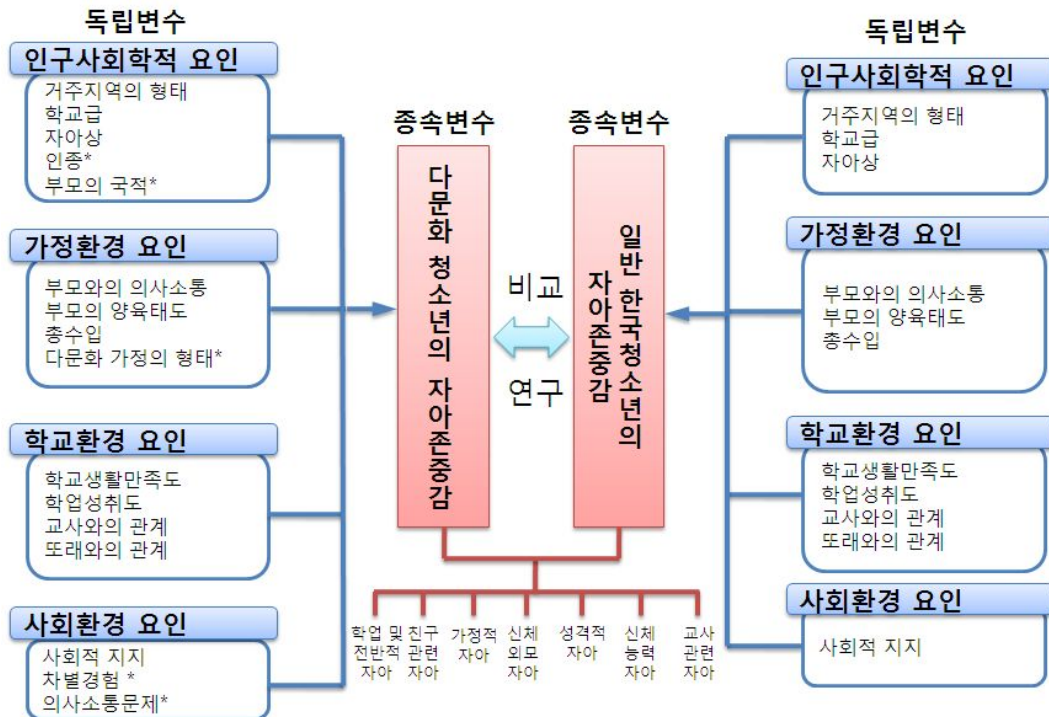 독립변수
인구사회학적 요인
거주지역의 형태
학교급
자아상
인종*
부모의 국적*
가정환경 요인
부모와의 의사소통
부모의 양육태도
총수입
다문화 가정의 형태*
학교환경 요인
학교생활만족도
학업성취도
교사와의 관계
또래와의 관계
사회환경 요인
사회적 지지
차별경험 *
의사소통문제*
종속변수
다문화 청소년의 자아존중감
비교
연구
종속변수
일반 한국청소년의
자아존중감
학업 및
전반적
자아
친구
관련
자아
가정적
자아
신체
외모
자아
성격적
자아
신체
능력
자아
교사
관련
자아
독립변수
인구사회학적 요인
거주지역의 형태
학교급
자아상
가정환경 요인
부모와의 의사소통
부모의 양육태도
총수입
학교환경 요인
학교생활만족도
학업성취도
교사와의 관계
또래와의 관계
사회환경 요인
사회적 지지